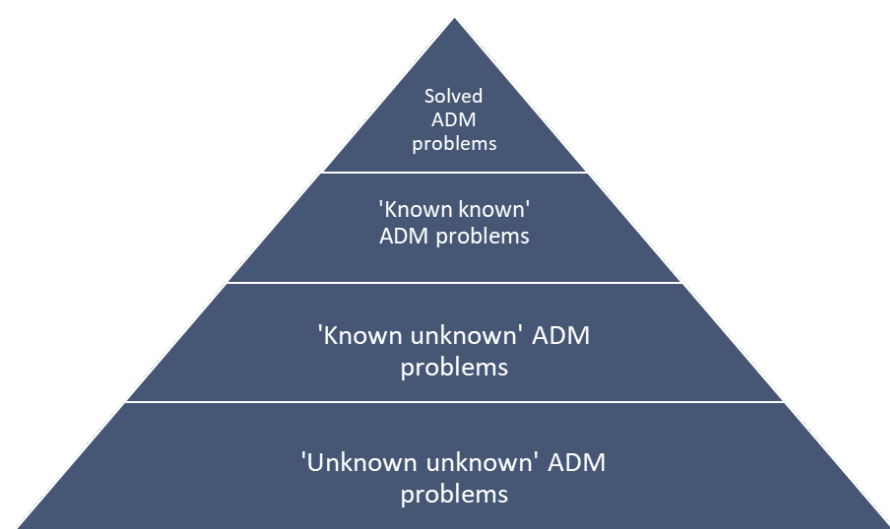 Solved
ADM
problems
'Known known'
ADM problems
'Known unknown' ADM
problems
'Unknown unknown' ADM
problems